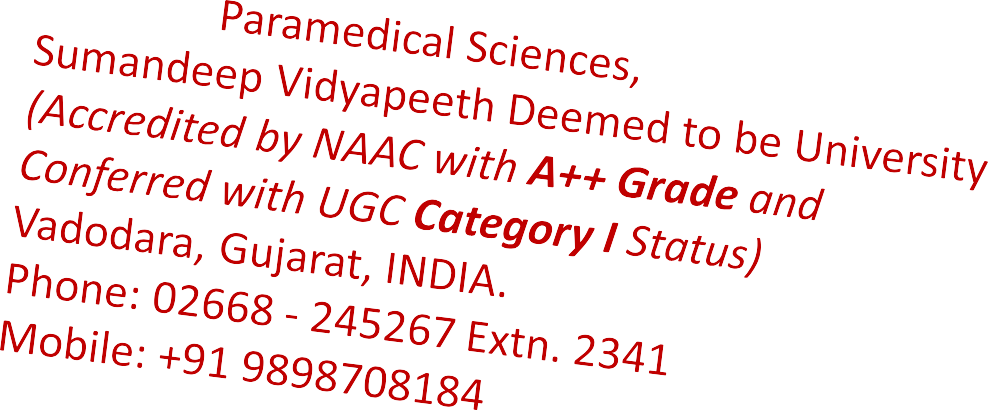 Paramedical Sciences,
Sumandeep Vidyapeeth Deemed to be University
(Accredited by NAAC with A++ Grade and
Conferred with UGC Category I Status)
Vadodara, Gujarat, INDIA.
Phone: 02668 - 245267 Extn. 2341
Mobile: +91 9898708184